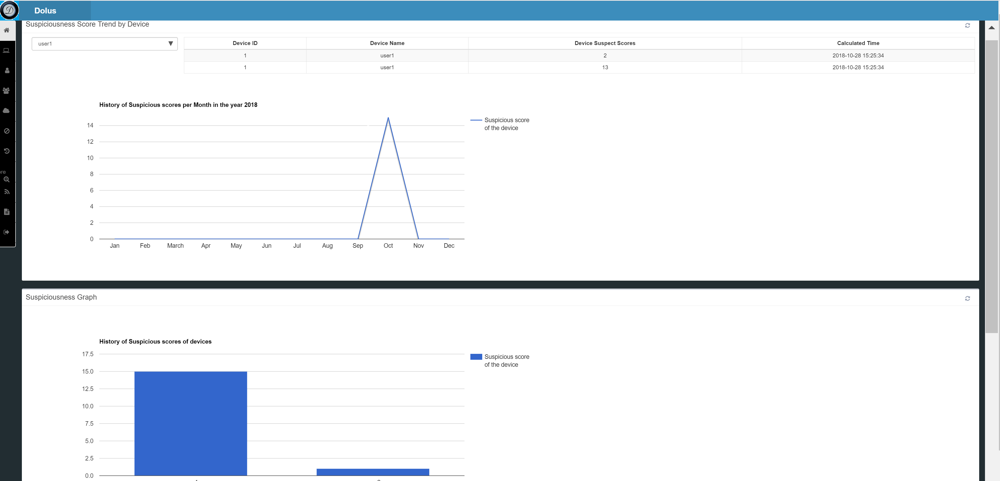 Dolus
Suspiciousness Score Trend by Device
user1
Device ID Device Name Device Suspect Scores Calculated Time
1 user1 2 2018-10-28 15:25:34
1 user1 13 2018-10-28 15:25:34
History of Suspicious scores per Month in the year 2018
Suspicious score
of the device
14
12
10
8
6
4
2
0
Jan Feb March Apr May Jun Jul Aug Sep Oct Nov Dec
ore
Suspiciousness Graph
History of Suspicious scores of devices
Suspicious score
of the device
17.5
15.0
12.5
10.0
7.5
5.0
2.5
0.0